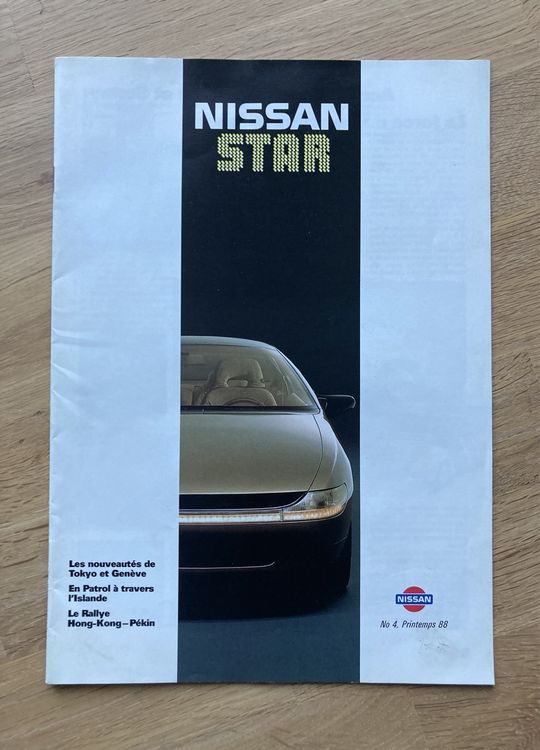 NISSAN
STAR
Les nouveautés de
Tokyo et Genève
En Patrol à travers
l'Islande
Le Rallye
Hong-Kong–Pékin
NISSAN
No 4, Printemps 88